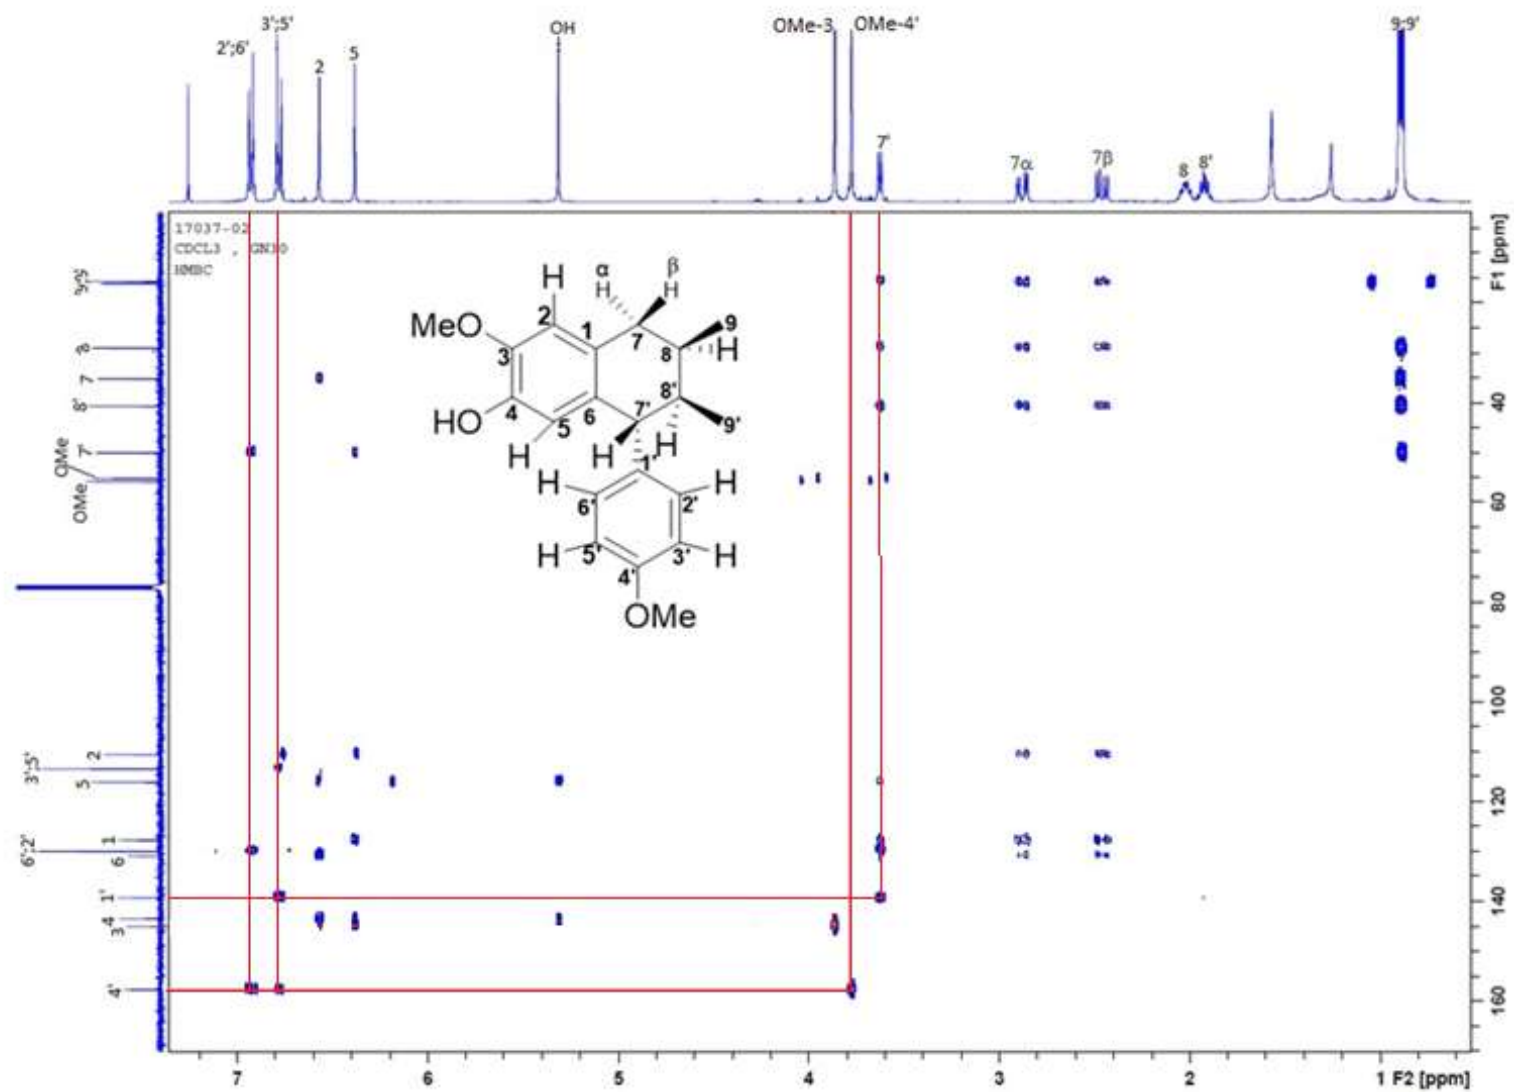 2';6' 3';5' 2 5 OH OMe-3 OMe-4' 7' 7α 7β 8 8' 9;9'
17037-02
CDCL3 , GN30
HMBC
9;9'
8
7
8'
7'
OMe
OMe
2
3';5'
5
1
6';2'
6
1'
4
3
4'
α β
H H H
MeO 2 1 7 9
3 8 H
HO 4 5 6 7' 8' 9'
H H H
1'
H 6' 2' H
H 5' 3' H
4'
OMe
F1 [ppm]
40
60
80
100
120
140
160
7 6 5 4 3 2 1 F2 [ppm]